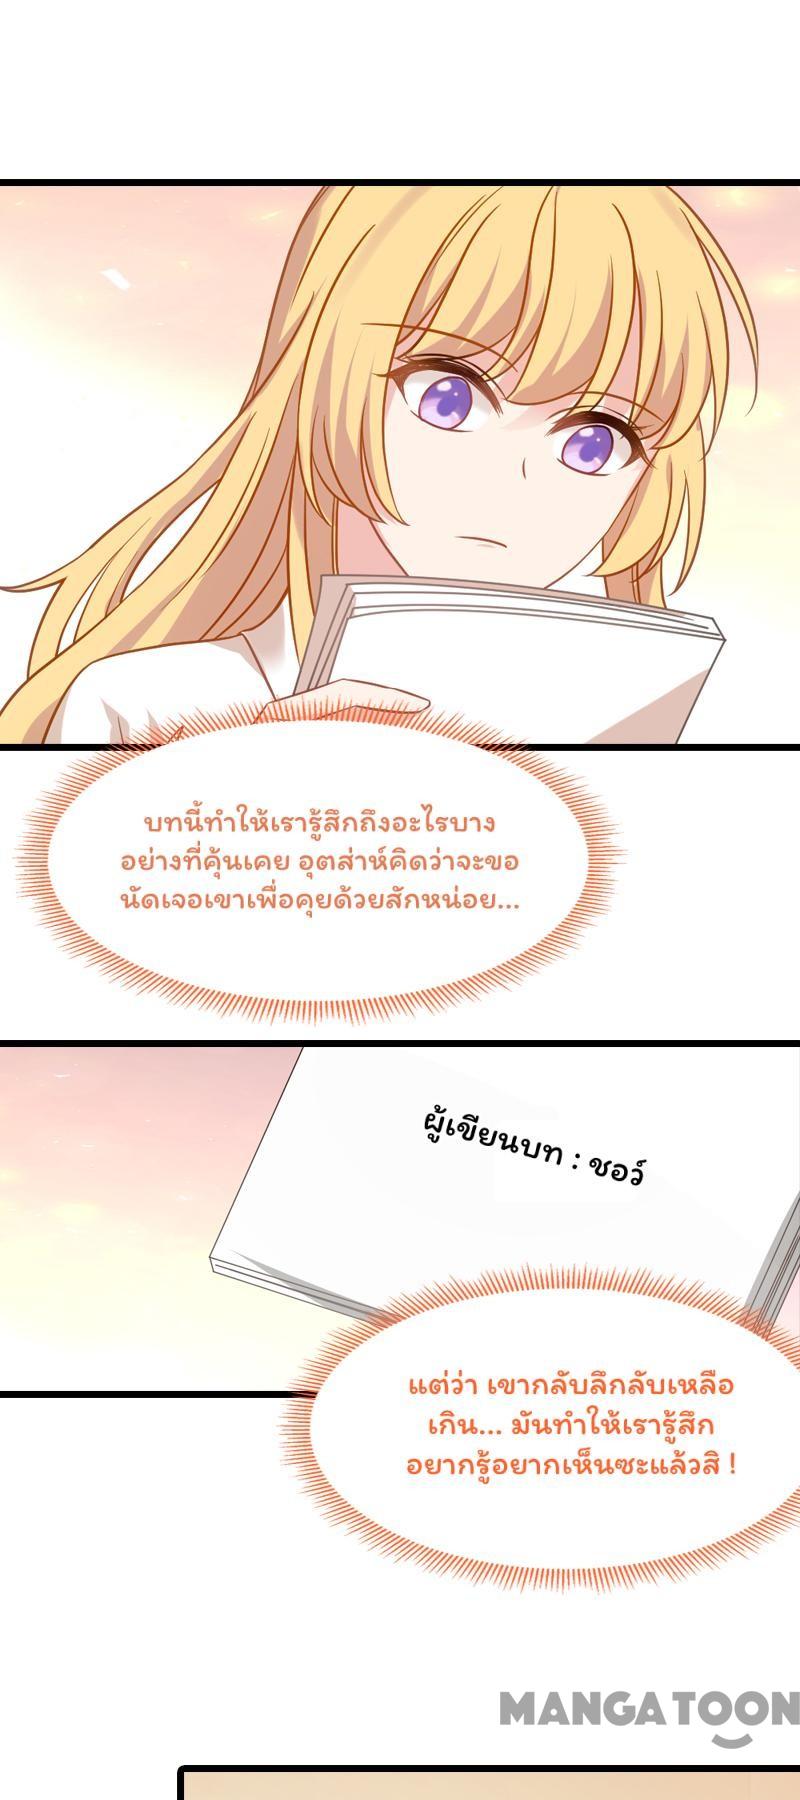 บทนี้ทำให้เรารู้สึกถึงอะไรบาง
อย่างที่คุ้นเคย อุตส่าห์คิดว่าจะขอ
นัดเจอเขาเพื่อคุยด้วยสักหน่อย...
ผู้เขียนบท : ชอว์
แต่ว่า เขากลับลึกลับเหลือ
เกิน... มันทำให้เรารู้สึก
อยากรู้อยากเห็นซะแล้วสิ !
MANGA TOON